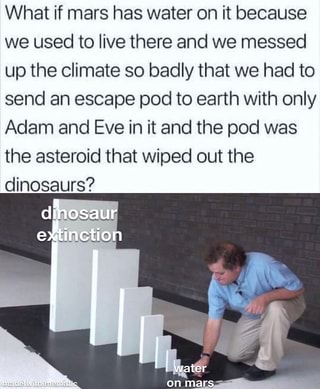 What if mars has water on it because
we used to live there and we messed
up the climate so badly that we had to
send an escape pod to earth with only
Adam and Eve in it and the pod was
the asteroid that wiped out the
dinosaurs?
dinosaur
extinction
water
on mars